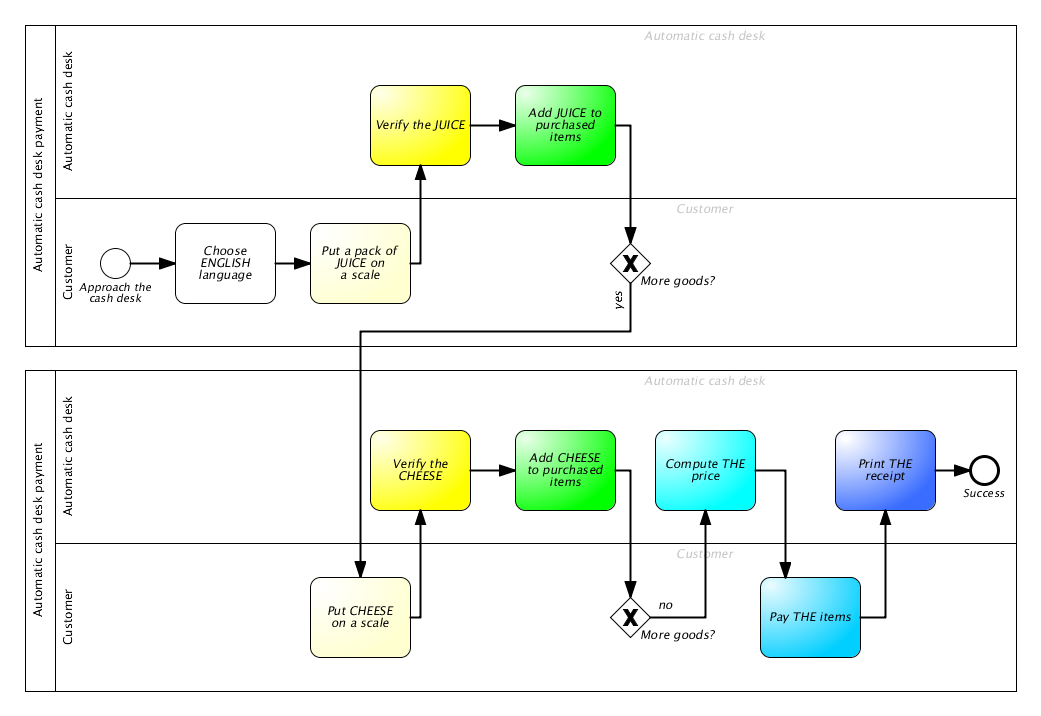 Automatic cash desk payment
Automatic cash desk
Automatic cash desk
Verify the JUICE
Add JUICE to
purchased
items
Customer
Customer
Approach the
cash desk
Choose
ENGLISH
language
Put a pack of
JUICE on
a scale
More goods?
yes
Automatic cash desk payment
Automatic cash desk
Automatic cash desk
Verify the
CHEESE
Add CHEESE
to purchased
items
Compute THE
price
Print THE
receipt
Success
Customer
Customer
Put CHEESE
on a scale
no
More goods?
Pay THE items